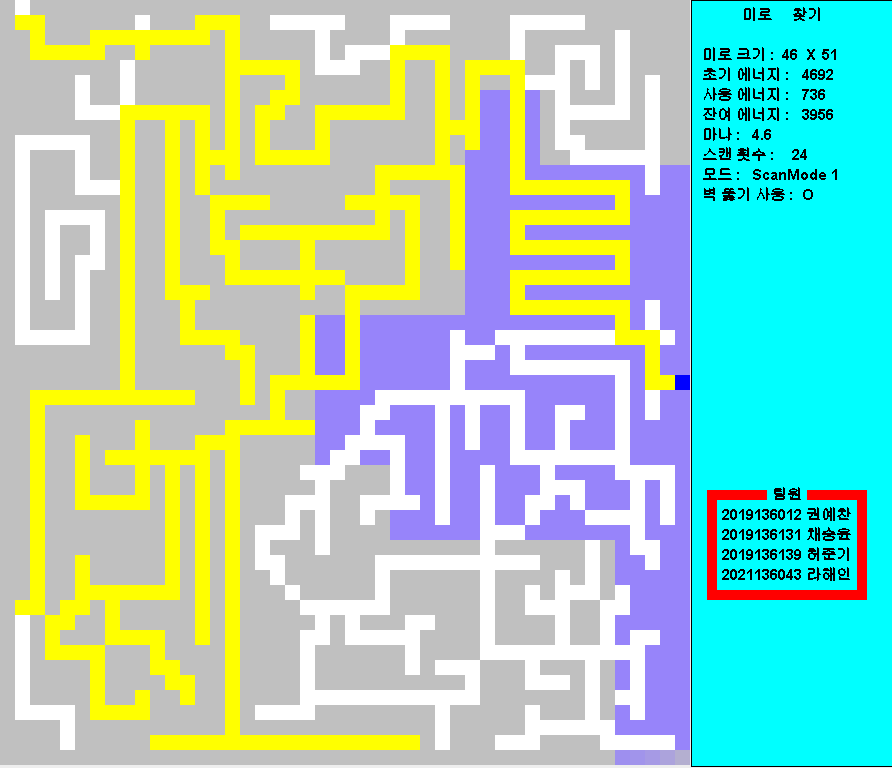 미로 찾기
미로 크기 : 46 X 51
초기 에너지 : 4692
사용 에너지 : 736
잔여 에너지 : 3956
마나 : 4.6
스캔 횟수 : 24
모드 : ScanMode 1
벽 뚫기 사용 : O
팀원
2019136012 권예찬
2019136131 채승윤
2019136139 허준기
2021136043 라해인